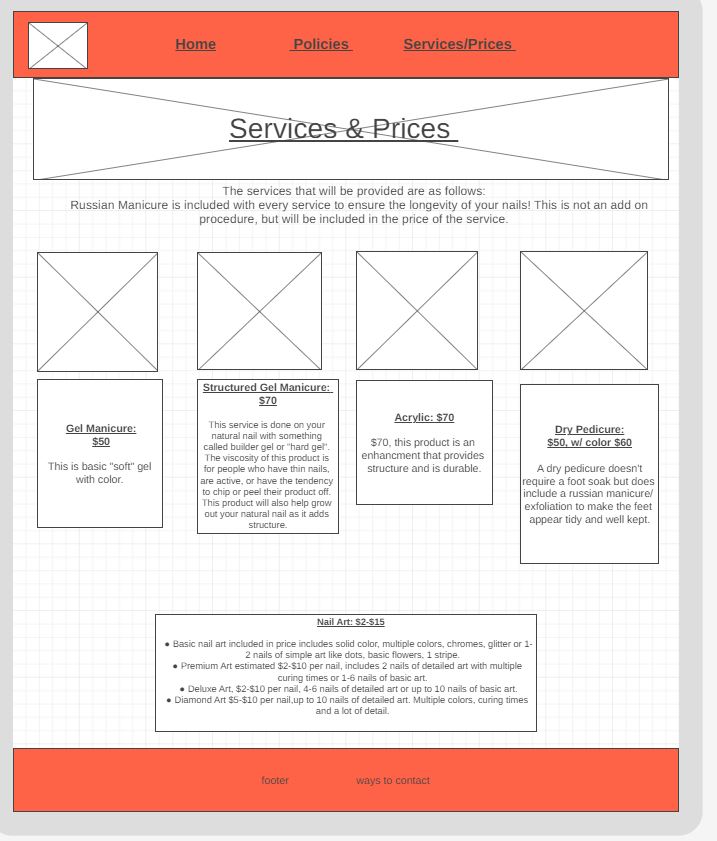 Home Policies Services/Prices
Services & Prices
The services that will be provided are as follows:
Russian Manicure is included with every service to ensure the longevity of your nails! This is not an add on
procedure, but will be included in the price of the service.
Gel Manicure:
$50
This is basic "soft" gel
with color.
Structured Gel Manicure:
$70
This service is done on your
natural nail with something
called builder gel or "hard gel".
The viscosity of this product is
for people who have thin nails,
are active, or have the tendency
to chip or peel their product off.
This product will also help grow
out your natural nail as it adds
structure.
Acrylic: $70
$70, this product is an
enhancment that provides
structure and is durable.
Dry Pedicure:
$50, w/ color $60
A dry pedicure doesn't
require a foot soak but does
include a russian manicure/
exfoliation to make the feet
appear tidy and well kept.
Nail Art: $2-$15
● Basic nail art included in price includes solid color, multiple colors, chromes, glitter or 1-
2 nails of simple art like dots, basic flowers, 1 stripe.
● Premium Art estimated $2-$10 per nail, includes 2 nails of detailed art with multiple
curing times or 1-6 nails of basic art.
● Deluxe Art, $2-$10 per nail, 4-6 nails of detailed art or up to 10 nails of basic art.
● Diamond Art $5-$10 per nail,up to 10 nails of detailed art. Multiple colors, curing times
and a lot of detail.
footer ways to contact